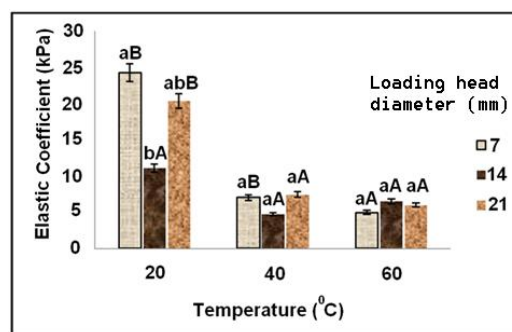 30
25
20
15
10
5
0
Elastic Coefficient (kPa)
aB
bA
abB
aB
aA
aA
aA
aA
aA
20
40
60
Temperature (⁰C)
Loading head
diameter (mm)
7
14
21